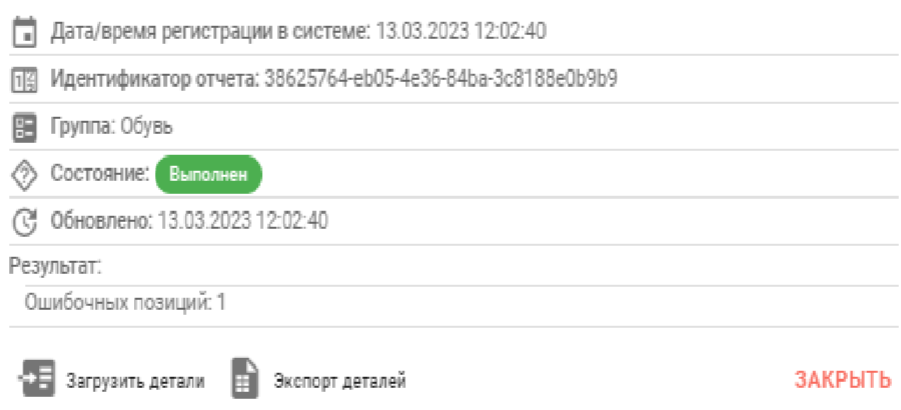 Дата/время регистрации в системе: 13.03.2023 12:02:40
Идентификатор отчета: 38625764-eb05-4e36-84ba-3c8188e0b9b9
Группа: Обувь
Состояние: Выполнен
Обновлено: 13.03.2023 12:02:40
Результат:
Ошибочных позиций: 1
Загрузить детали Экспорт деталей ЗАКРЫТЬ